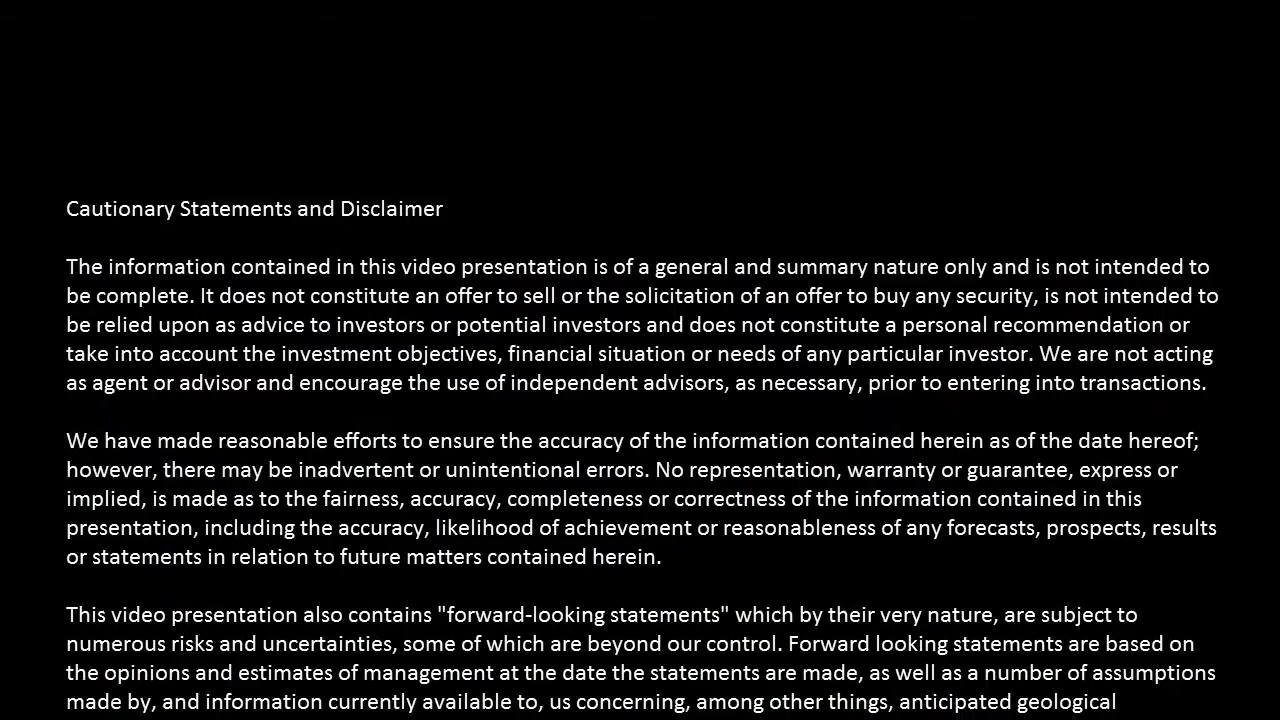 Cautionary Statements and Disclaimer
The information contained in this video presentation is of a general and summary nature only and is not intended to
be complete. It does not constitute an offer to sell or the solicitation of an offer to buy any security, is not intended to
be relied upon as advice to investors or potential investors and does not constitute a personal recommendation or
take into account the investment objectives, financial situation or needs of any particular investor. We are not acting
as agent or advisor and encourage the use of independent advisors, as necessary, prior to entering into transactions.
We have made reasonable efforts to ensure the accuracy of the information contained herein as of the date hereof;
however, there may be inadvertent or unintentional errors. No representation, warranty or guarantee, express or
implied, is made as to the fairness, accuracy, completeness or correctness of the information contained in this
presentation, including the accuracy, likelihood of achievement or reasonableness of any forecasts, prospects, results
or statements in relation to future matters contained herein.
This video presentation also contains "forward-looking statements" which by their very nature, are subject to
numerous risks and uncertainties, some of which are beyond our control. Forward looking statements are based on
the opinions and estimates of management at the date the statements are made, as well as a number of assumptions
made by, and information currently available to, us concerning, among other things, anticipated geological